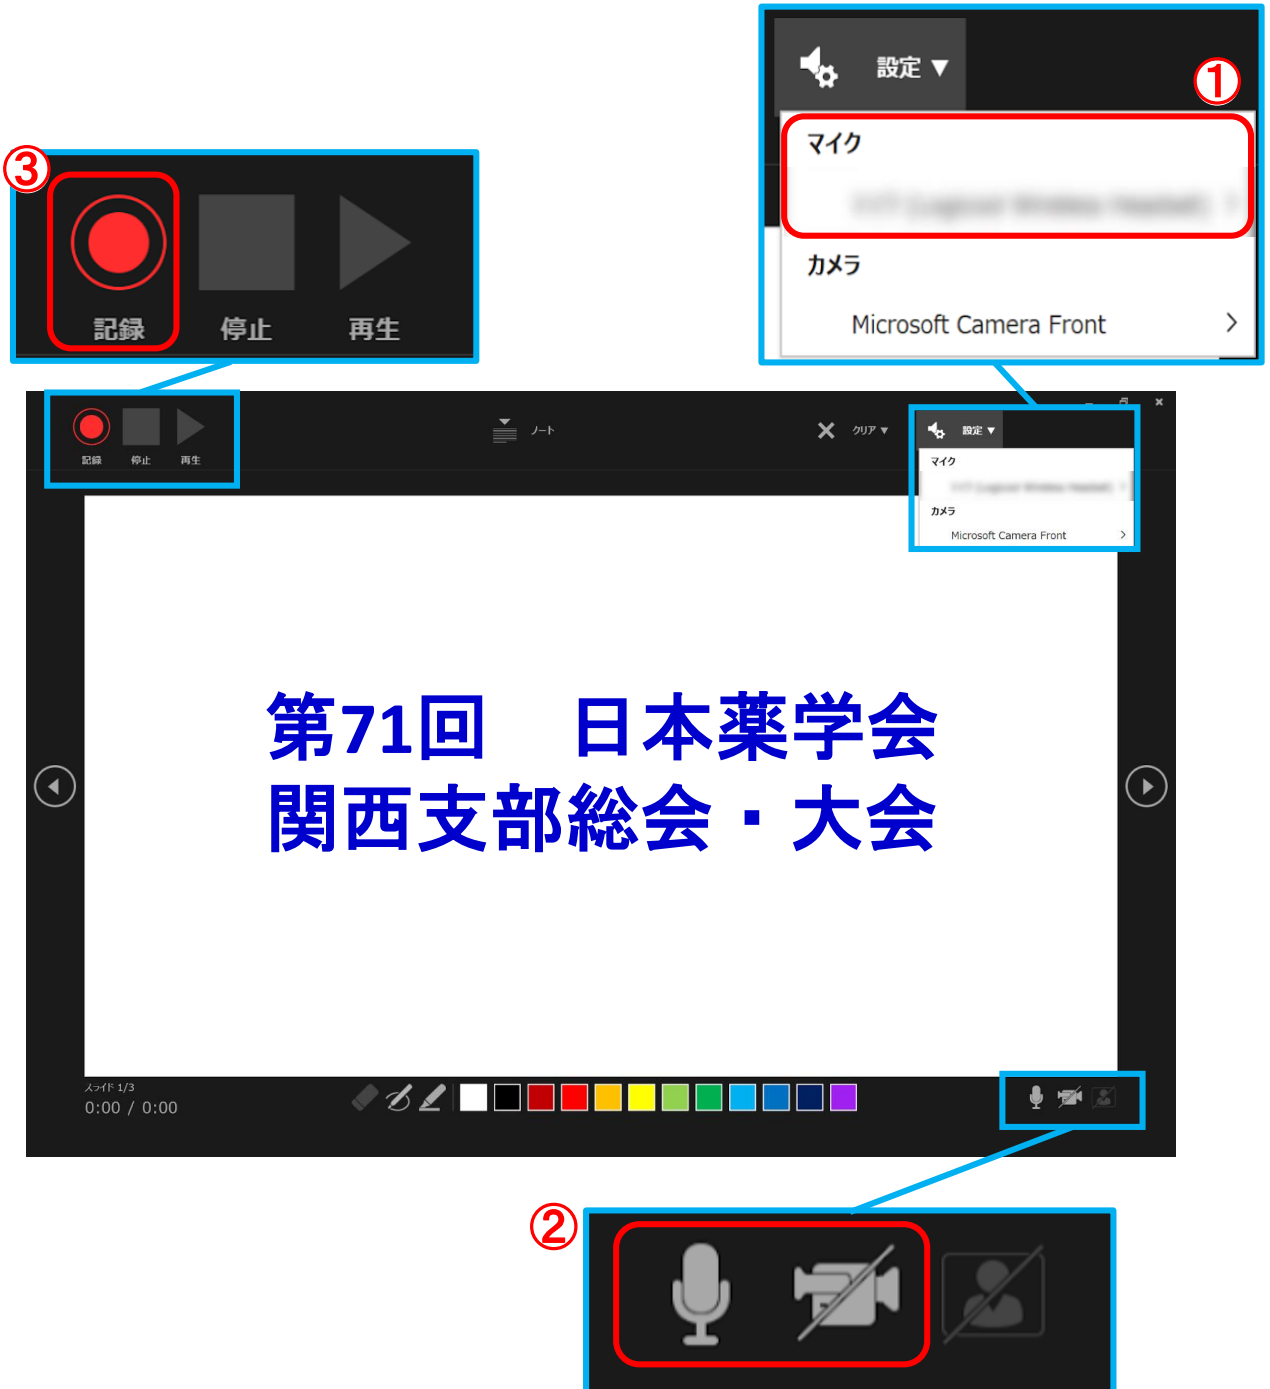 ①
設定 ▼
マイク
カメラ
Microsoft Camera Front
③
記録 停止 再生
記録 停止 再生
ノート
クリア ▼
設定 ▼
マイク
カメラ
Microsoft Camera Front
第71回　日本薬学会
関西支部総会・大会
スライド 1/3
0:00 / 0:00
②